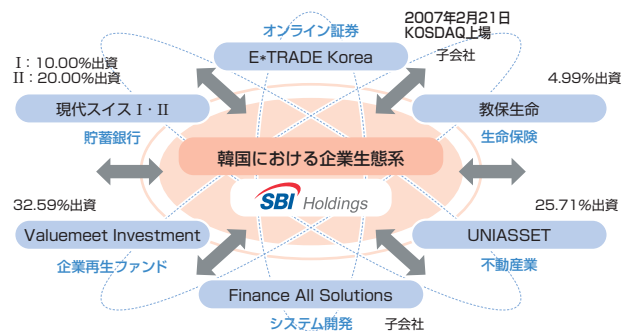 オンライン証券
2007年2月21日
KOSDAQ上場
E*TRADE Korea
子会社
Ⅰ：10.00%出資
Ⅱ：20.00%出資
4.99%出資
現代スイスⅠ・Ⅱ
教保生命
貯蓄銀行
生命保険
韓国における企業生態系
SBI Holdings
32.59%出資
25.71%出資
Valuemeet Investment
UNIASSET
企業再生ファンド
不動産業
Finance All Solutions
システム開発
子会社